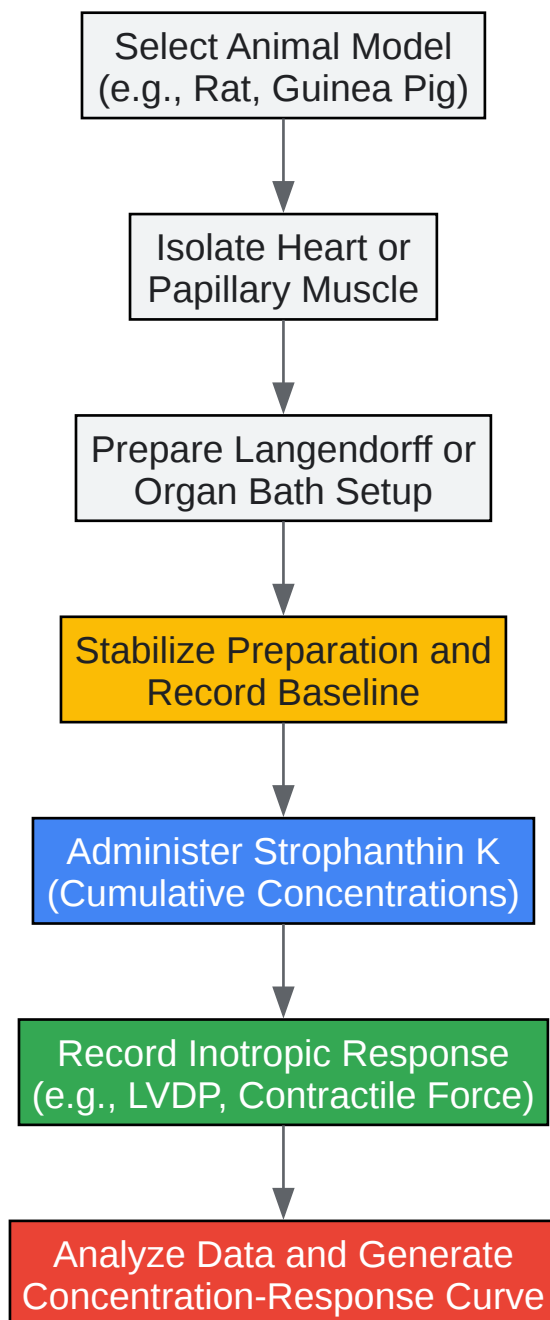 Select Animal Model
(e.g., Rat, Guinea Pig)
Isolate Heart or
Papillary Muscle
Prepare Langendorff or
Organ Bath Setup
Stabilize Preparation and
Record Baseline
Administer Strophanthin K
(Cumulative Concentrations)
Record Inotropic Response
(e.g., LVDP, Contractile Force)
Analyze Data and Generate
Concentration-Response Curve